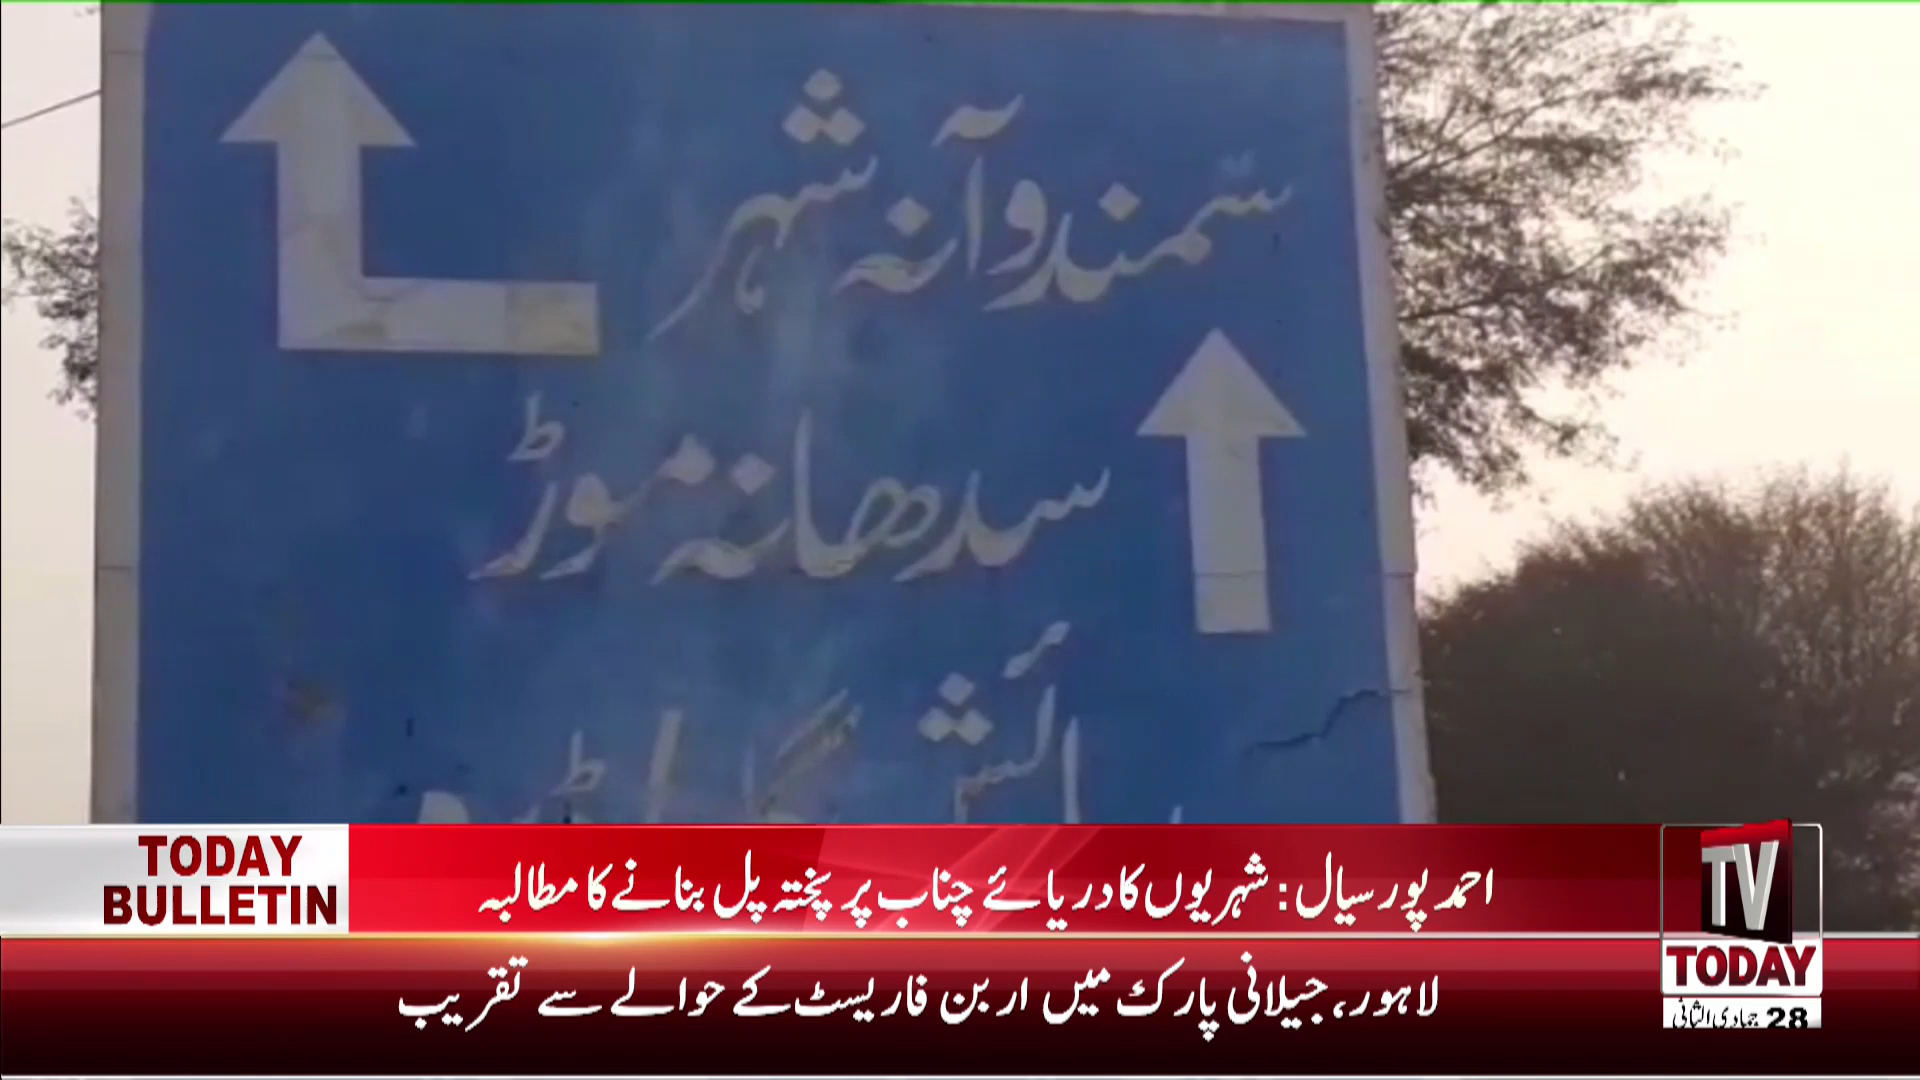 سمندوآنہ شہر
سدھانہ موڑ
TODAY
BULLETIN
احمد پور سیال : شہریوں کا دریائے چناب پر پختہ پل بنانے کا مطالبہ
لاہور، جیلانی پارک میں اربن فاریسٹ کے حوالے سے تقریب
TV
TODAY
28 جمادی الثانی